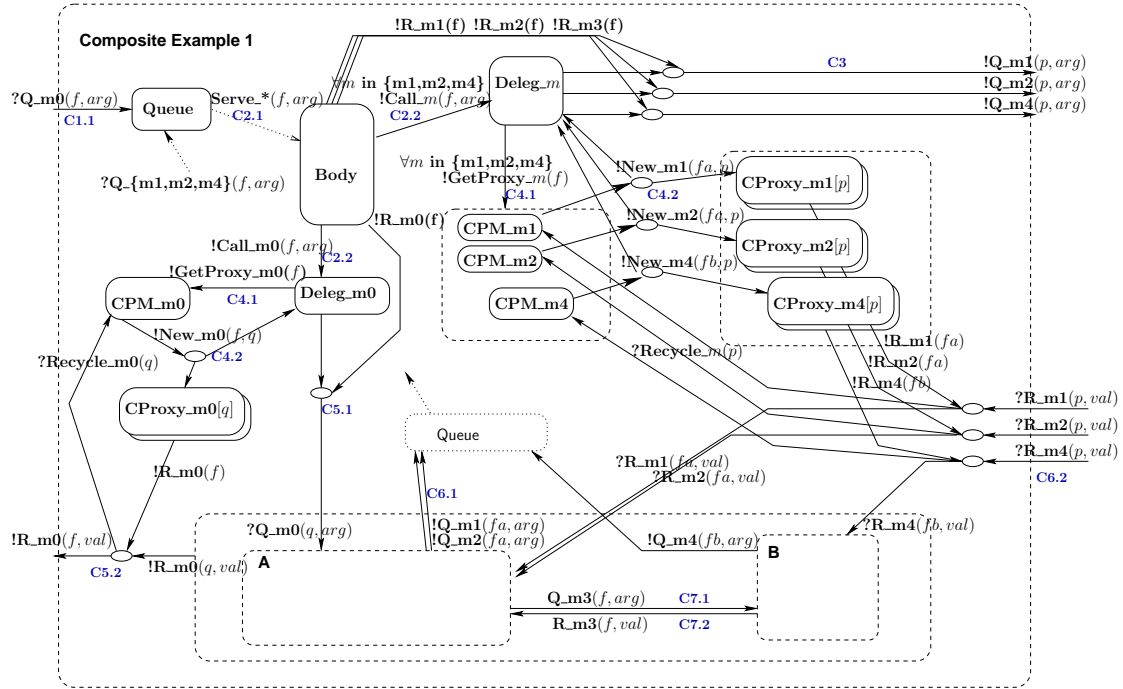 !R_m1(f) !R_m2(f) !R_m3(f)
Composite Example 1
C3
!Q_m1(p, arg)
!Q_m2(p, arg)
!Q_m4(p, arg)
∀m in {m1,m2,m4}
!Call_m(f, arg)
C2.2
Deleg_m
?Q_m0(f, arg)
C1.1
Queue
Serve_*(f, arg)
C2.1
?Q_{m1,m2,m4}(f, arg)
Body
∀m in {m1,m2,m4}
!GetProxy_m(f)
C4.1
!New_m1(fa, p)
C4.2
CProxy_m1[p]
!R_m0(f)
CPM_m1
!New_m2(fa, p)
CProxy_m2[p]
!Call_m0(f, arg)
C2.2
CPM_m2
!New_m4(fb, p)
!GetProxy_m0(f)
C4.1
CPM_m0
Deleg_m0
CPM_m4
CProxy_m4[p]
!New_m0(f, q)
C4.2
!R_m1(fa)
?Recycle_m0(q)
?Recycle_m(p)
!R_m2(fa)
!R_m4(fb)
CProxy_m0[q]
C5.1
?R_m1(p, val)
Queue
?R_m2(p, val)
?R_m4(p, val)
C6.2
!R_m0(f)
?R_m1(fa, val)
?R_m2(fa, val)
C6.1
?Q_m0(q, arg)
!Q_m1(fa, arg)
!Q_m2(fa, arg)
?R_m4(fb, val)
!R_m0(f, val)
C5.2
!R_m0(q, val)
A
!Q_m4(fb, arg)
B
Q_m3(f, arg)
C7.1
R_m3(f, val)
C7.2